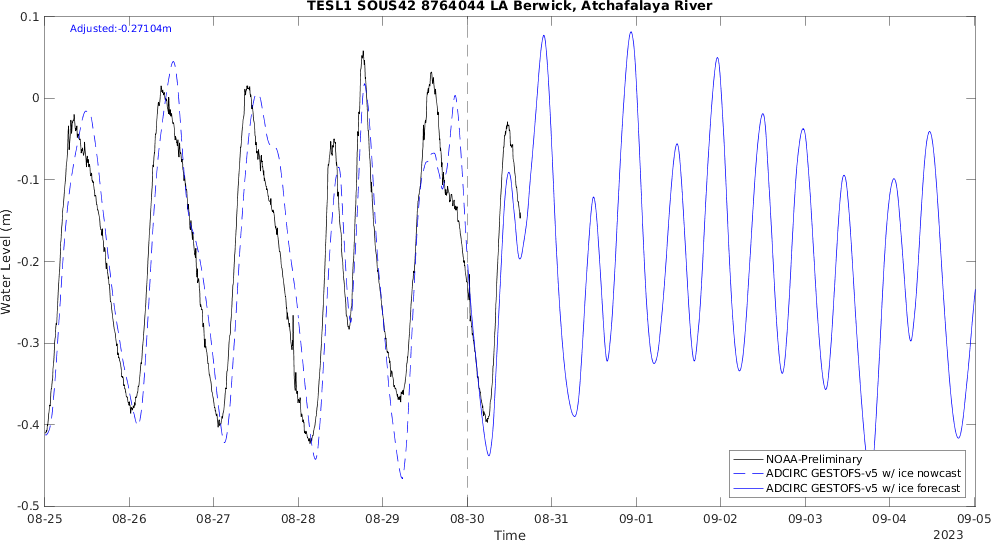 TESL1 SOUS42 8764044 LA Berwick, Atchafalaya River
Adjusted:-0.27104m
0.1
0
-0.1
-0.2
-0.3
-0.4
-0.5
Water Level (m)
NOAA-Preliminary
ADCIRC GESTOFS-v5 w/ ice nowcast
ADCIRC GESTOFS-v5 w/ ice forecast
08-25 08-26 08-27 08-28 08-29 08-30 08-31 09-01 09-02 09-03 09-04 09-05
Time
2023